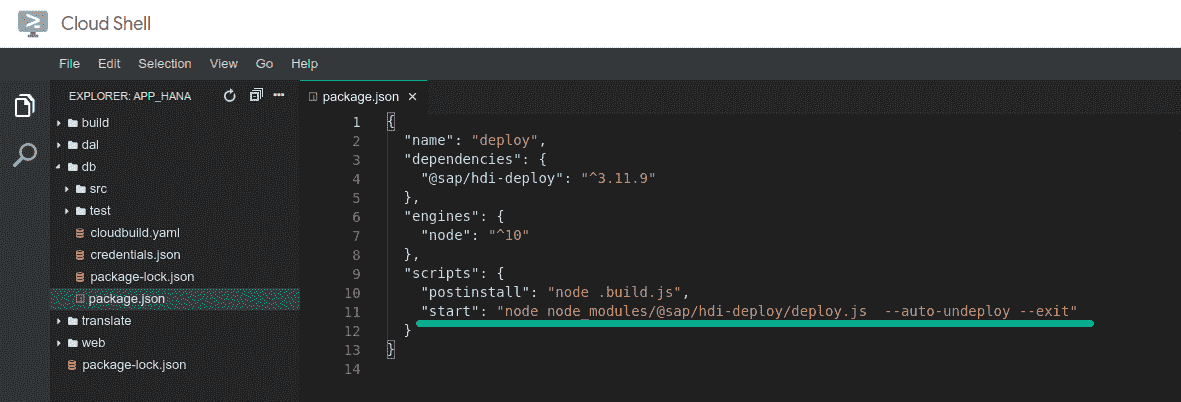 Cloud Shell
File Edit Selection View Go Help
EXPLORER: APP_HANA
build
dal
db
src
test
cloudbuild.yaml
credentials.json
package-lock.json
package.json
translate
web
package-lock.json
package.json ×
1 {
2 "name": "deploy",
3 "dependencies": {
4 "@sap/hdi-deploy": "^3.11.9"
5 },
6 "engines": {
7 "node": "^10"
8 },
9 "scripts": {
10 "postinstall": "node .build.js",
11 "start": "node node_modules/@sap/hdi-deploy/deploy.js  --auto-undeploy --exit"
12 }
13 }
14